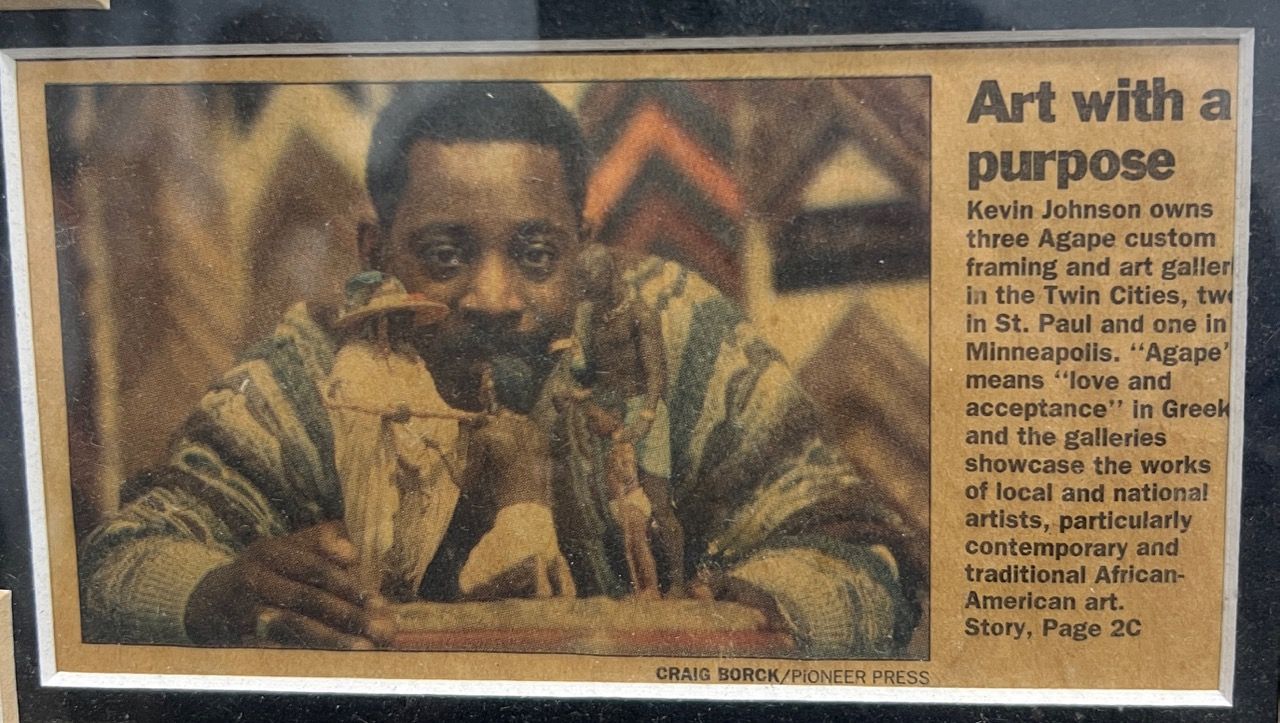 Art with a
purpose
Kevin Johnson owns
three Agape custom
framing and art galler
in the Twin Cities, two
in St. Paul and one in
Minneapolis. “Agape’
means “love and
acceptance” in Greek
and the galleries
showcase the works
of local and national
artists, particularly
contemporary and
traditional African-
American art.
Story, Page 2C
CRAIG BORCK/PIONEER PRESS